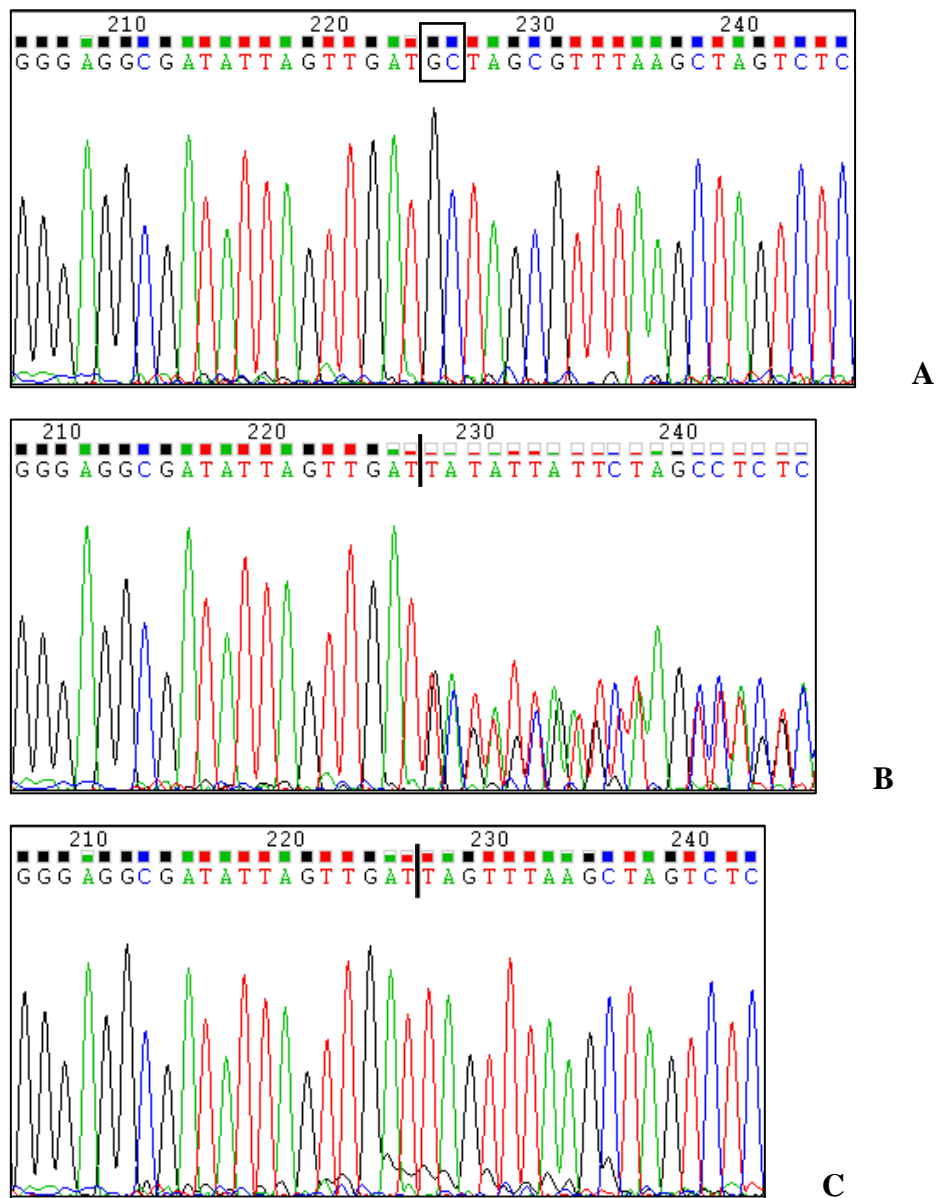 210 220 230 240
GGGAGGCGATATTAGTTGATGCTAGCGTTTAAGCTAGTCTC
A
210 220 230 240
GGGAGGCGATATTAGTTGATTATATTATTCTAGCCTCTC
B
210 220 230 240
GGGAGGCGATATTAGTTGATTAGTTTAAGCTAGTCTC
C